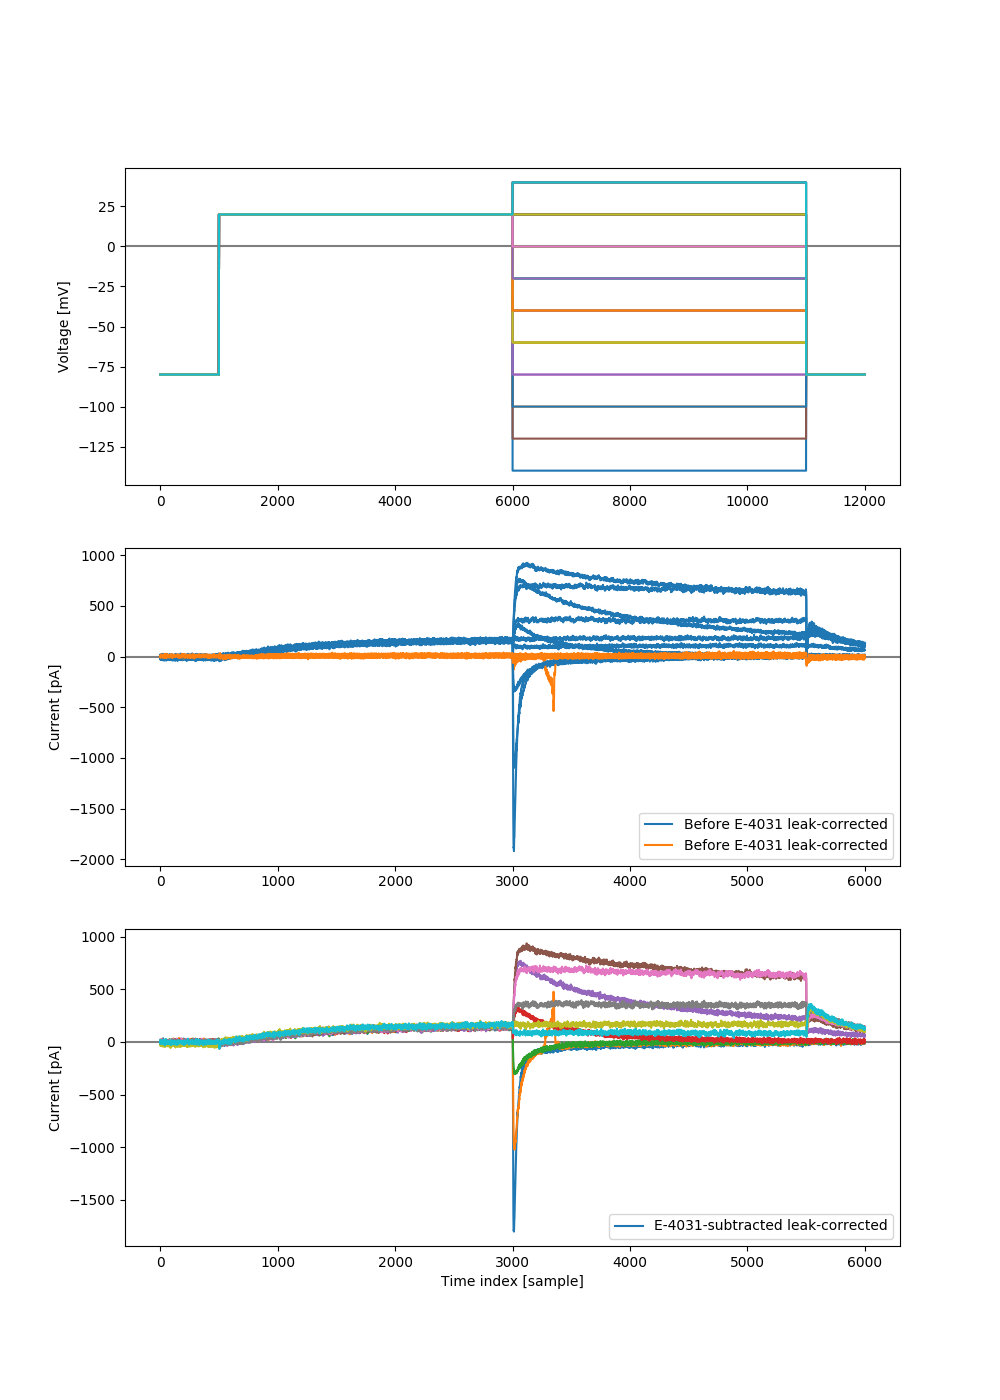 25
0
−25
−50
−75
−100
−125
Voltage [mV]
0 2000 4000 6000 8000 10000 12000
1000
500
0
−500
−1000
−1500
−2000
Current [pA]
Before E-4031 leak-corrected
Before E-4031 leak-corrected
0 1000 2000 3000 4000 5000 6000
1000
500
0
−500
−1000
−1500
Current [pA]
E-4031-subtracted leak-corrected
0 1000 2000 3000 4000 5000 6000
Time index [sample]